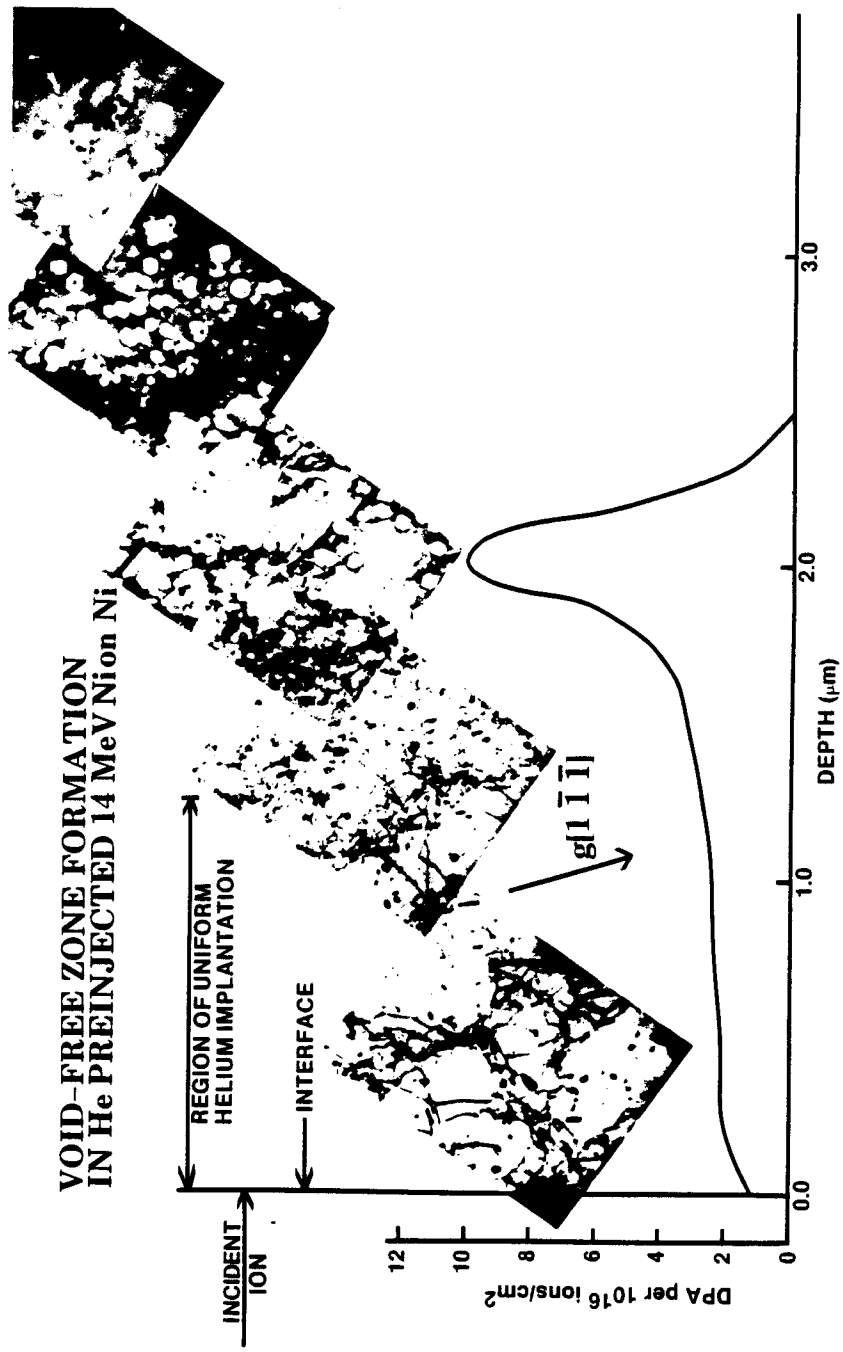 VOID-FREE ZONE FORMATION
IN He PREINJECTED 14 MeV Ni on Ni
REGION OF UNIFORM
HELIUM IMPLANTATION
INTERFACE
INCIDENT
ION
g[1 1̅ 1̅]
12
10
8
6
4
2
0
DPA per 10¹⁶ ions/cm²
0.0
1.0
2.0
3.0
DEPTH (μm)